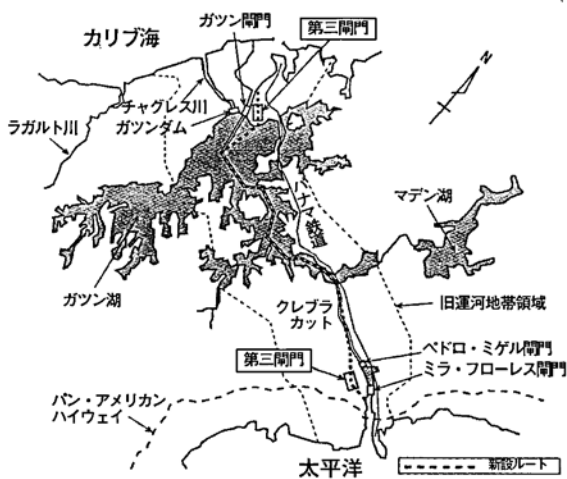 ガツン閘門
カリブ海
第三閘門
N
チャグレス川
ガツンダム
ラガルト川
パナマ鉄道
マデン湖
ガツン湖
クレブラ
カット
旧運河地帯領域
ペドロ・ミゲル閘門
第三閘門
ミラ・フローレス閘門
パン・アメリカン
ハイウェイ
太平洋
新設ルート